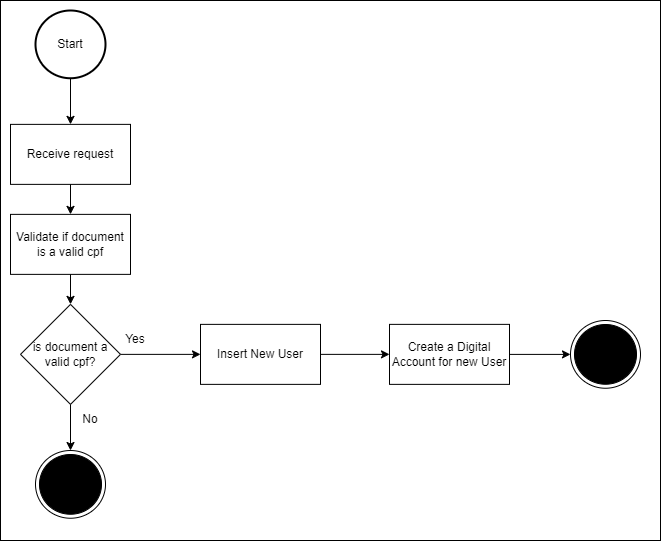 Start
Receive request
Validate if document
is a valid cpf
is document a
valid cpf?
Yes
Insert New User
Create a Digital
Account for new User
No